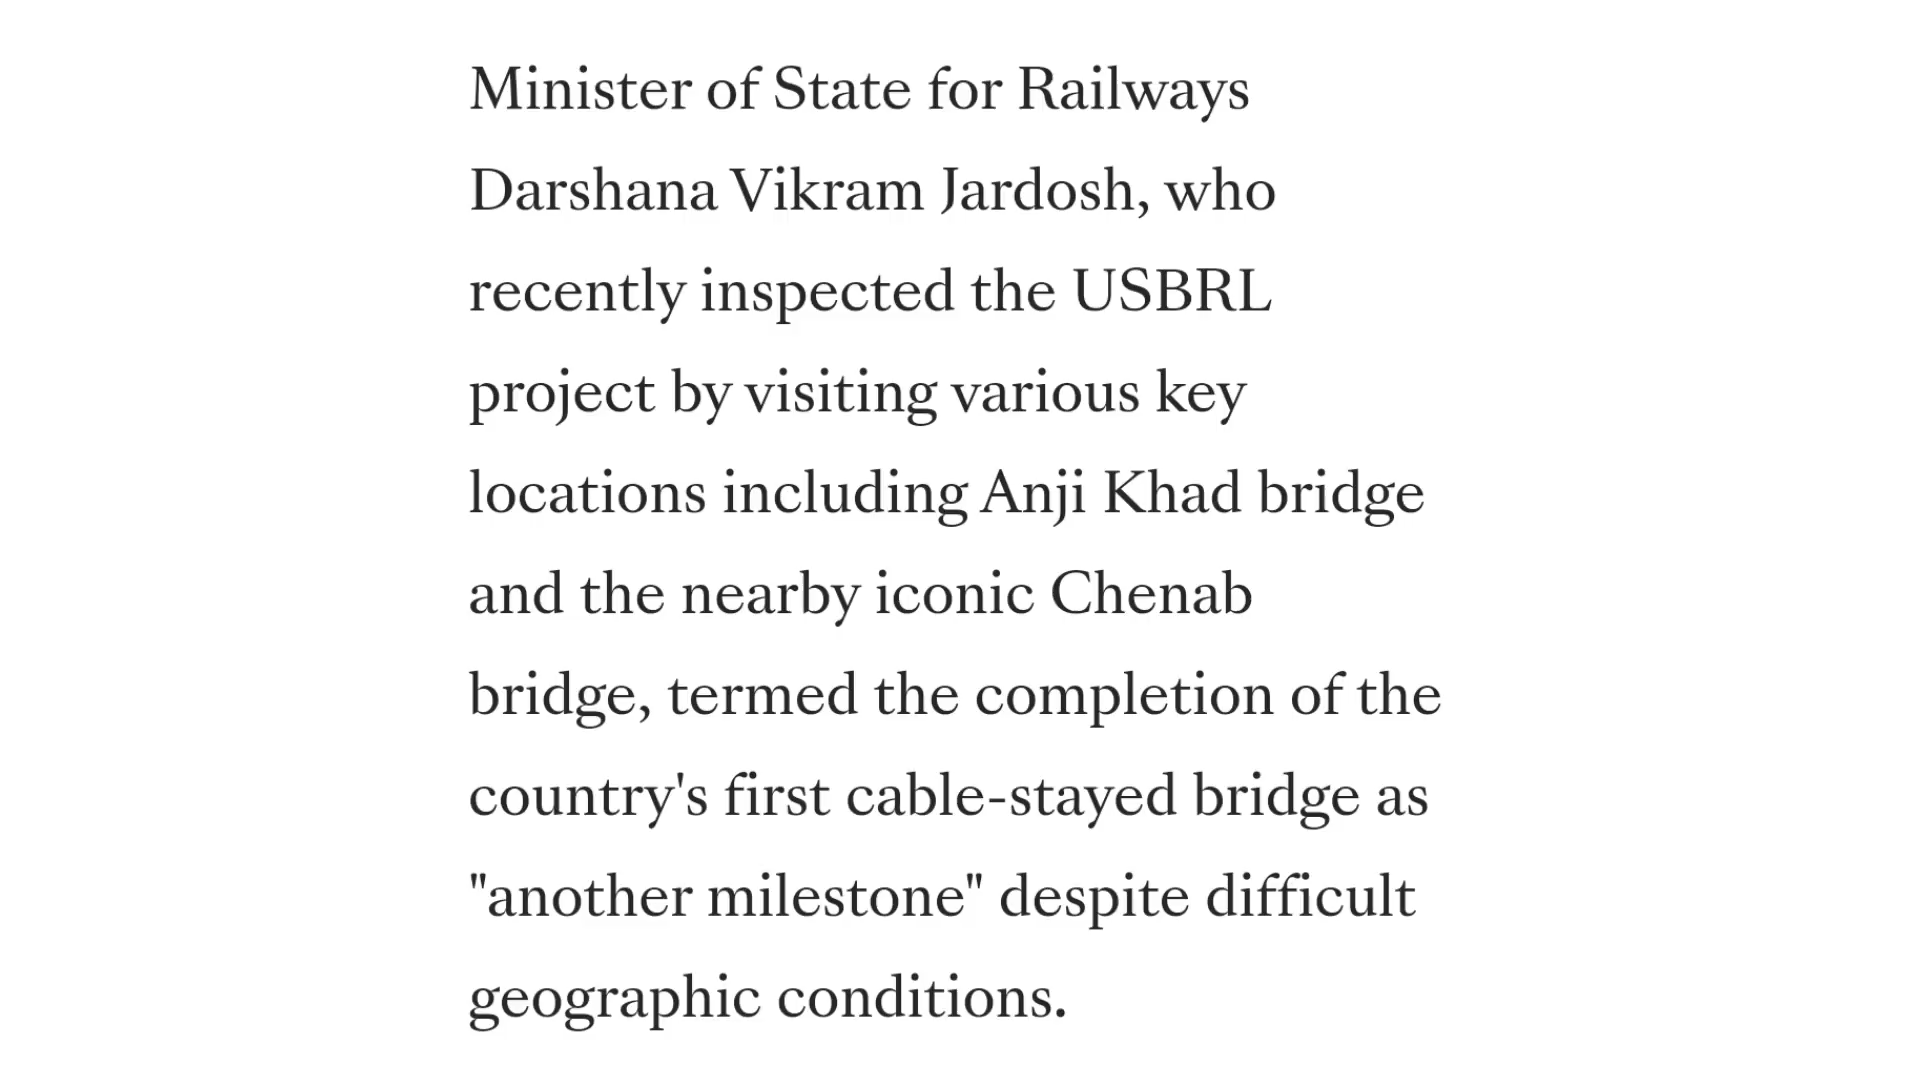 Minister of State for Railways
Darshana Vikram Jardosh, who
recently inspected the USBRL
project by visiting various key
locations including Anji Khad bridge
and the nearby iconic Chenab
bridge, termed the completion of the
country's first cable-stayed bridge as
"another milestone" despite difficult
geographic conditions.